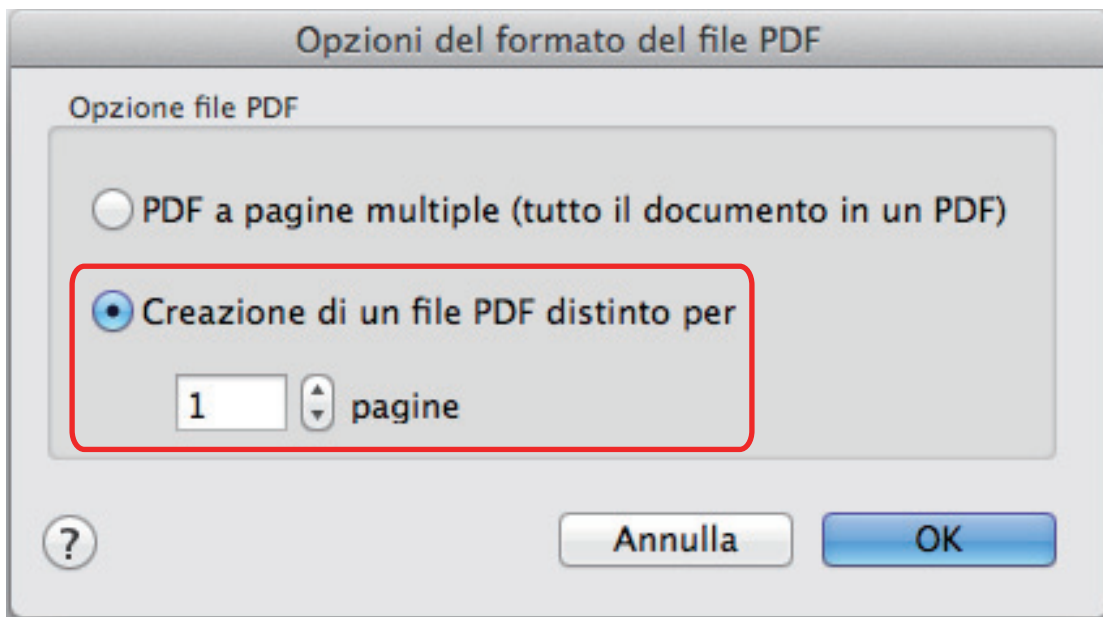 Opzioni del formato del file PDF
Opzione file PDF
PDF a pagine multiple (tutto il documento in un PDF)
Creazione di un file PDF distinto per
1 pagine
? Annulla OK